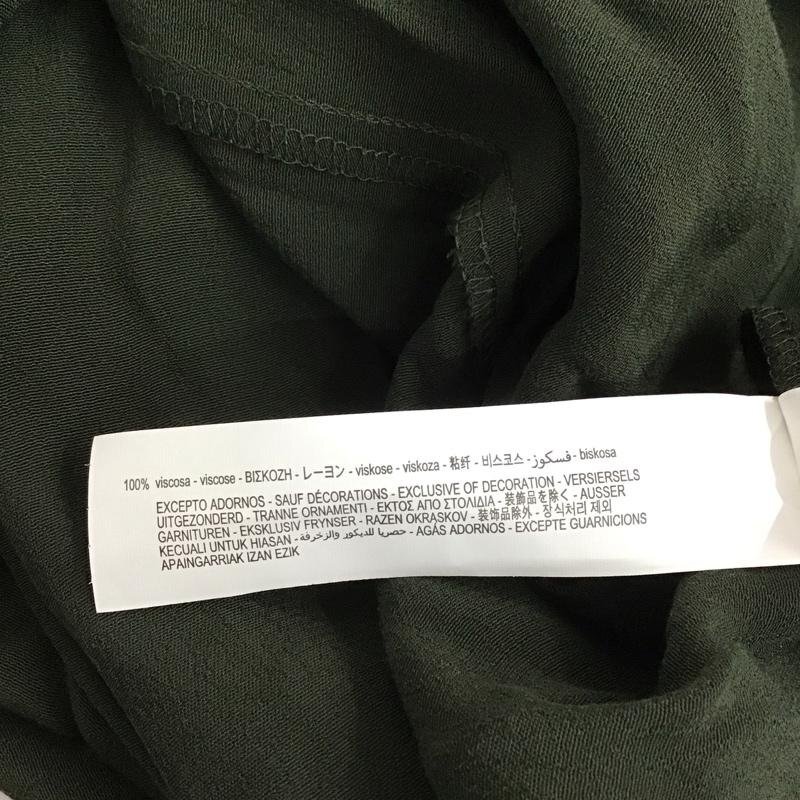 100% viscosa - viscose - ΒΙΣΚΟΖΗ - レーヨン - viskose - viskoza - 粘纤 - 비스코스 - فسكوز - biskosa
EXCEPTO ADORNOS - SAUF DÉCORATIONS - EXCLUSIVE OF DECORATION - VERSIERSELS
UITGEZONDERD - TRANNE ORNAMENTI - ΕΚΤΟΣ ΑΠΟ ΣΤΟΛΙΔΙΑ - 装飾品を除く - AUSSER
GARNITUREN - EKSKLUSIV FRYNSER - RAZEN OKRASKOV - 装饰品除外 - 장식처리 제외
KECUALI UNTUK HIASAN - حصريا للديكور والزخرفة - AGÁS ADORNOS - EXCEPTE GUARNICIONS
APAINGARRIAK IZAN EZIK